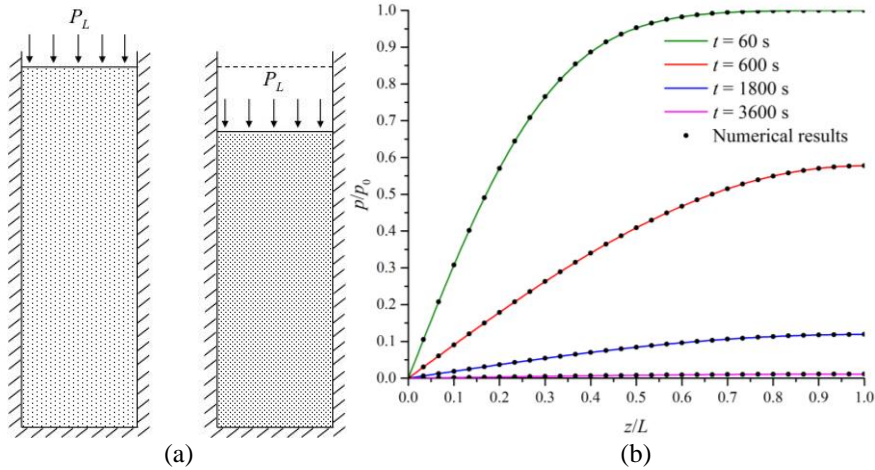 P_L
P_L
(a)
p/p_0
1.0
0.9
0.8
0.7
0.6
0.5
0.4
0.3
0.2
0.1
0.0
t = 60 s
t = 600 s
t = 1800 s
t = 3600 s
Numerical results
0.0 0.1 0.2 0.3 0.4 0.5 0.6 0.7 0.8 0.9 1.0
z/L
(b)